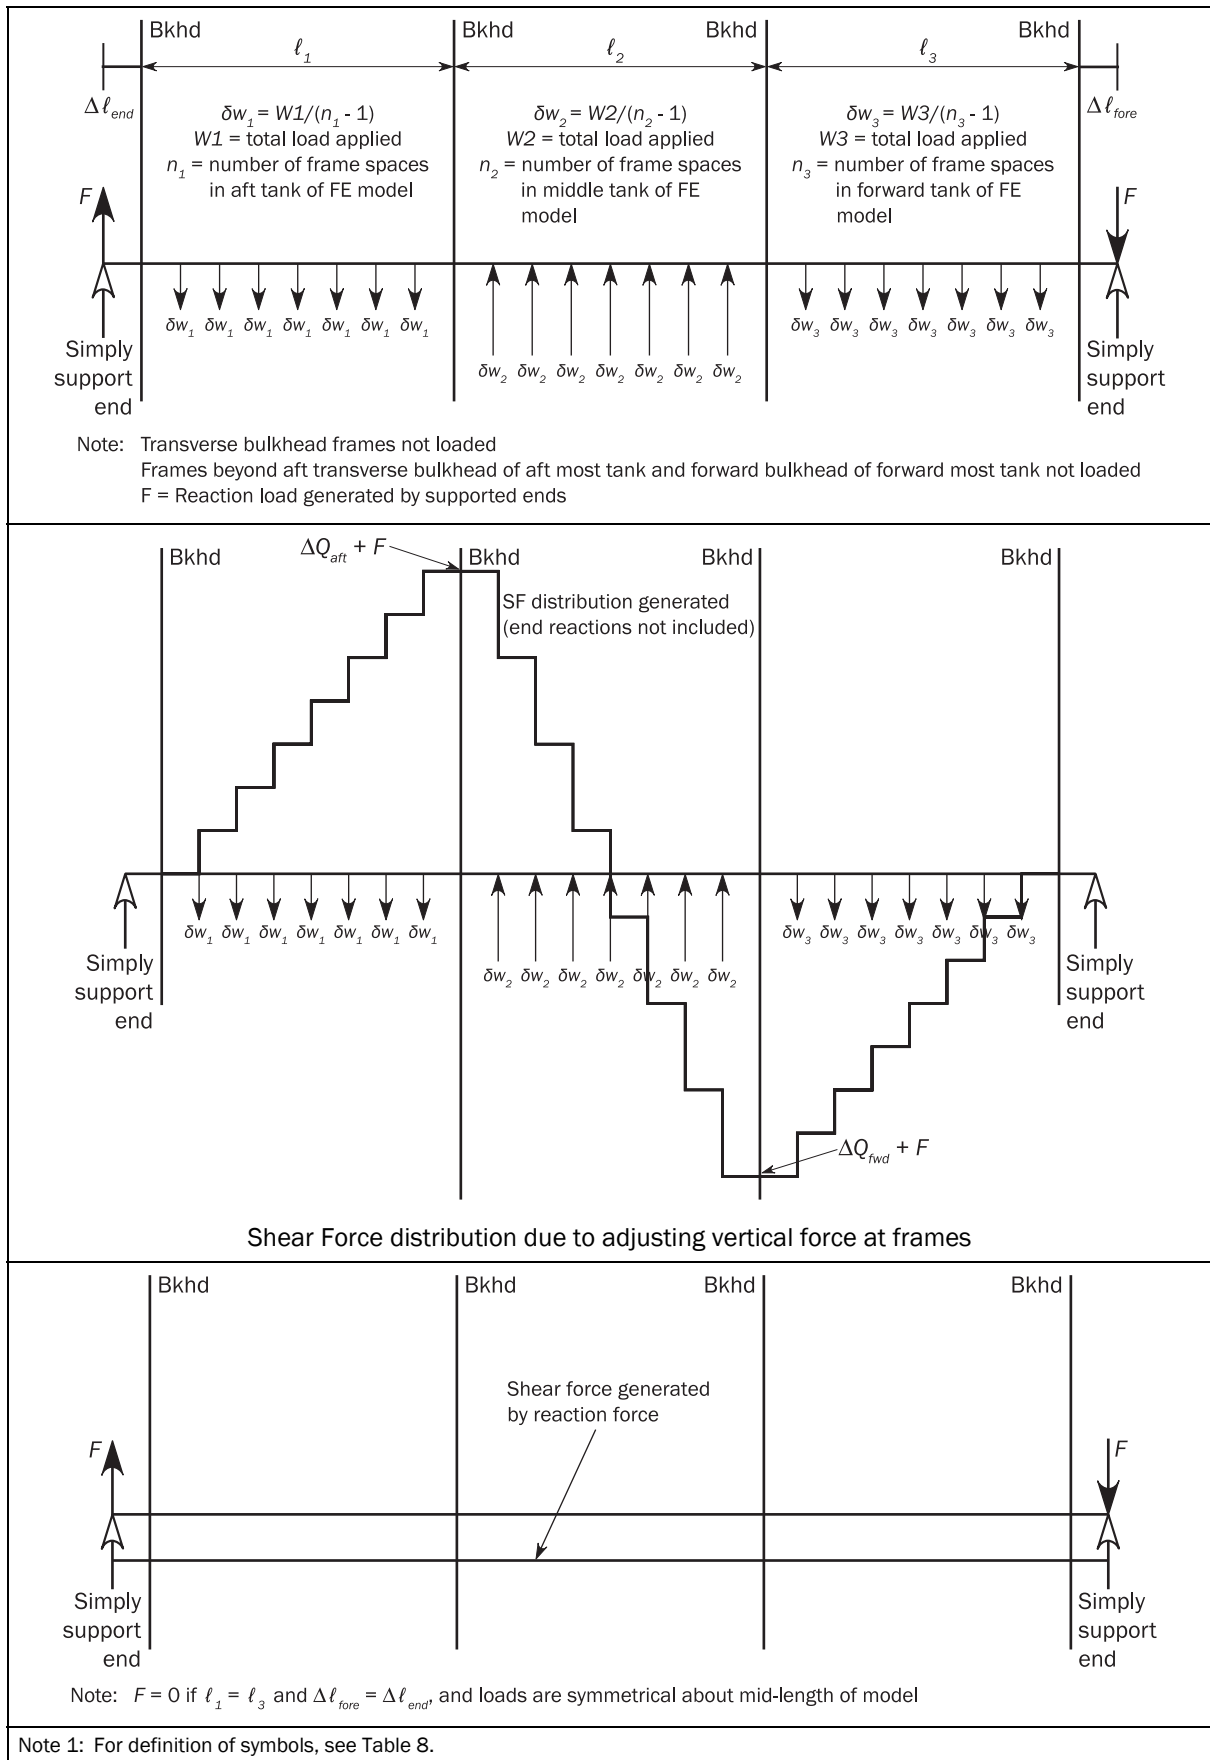 Bkhd Bkhd Bkhd Bkhd
ℓ₁ ℓ₂ ℓ₃
Δℓend Δℓfore
δw₁ = W1/(n₁ - 1)
W1 = total load applied
n₁ = number of frame spaces
in aft tank of FE model
δw₂ = W2/(n₂ - 1)
W2 = total load applied
n₂ = number of frame spaces
in middle tank of FE
model
δw₃ = W3/(n₃ - 1)
W3 = total load applied
n₃ = number of frame spaces
in forward tank of FE
model
F F
δw₁ δw₁ δw₁ δw₁ δw₁ δw₁ δw₁
δw₂ δw₂ δw₂ δw₂ δw₂ δw₂ δw₂
δw₃ δw₃ δw₃ δw₃ δw₃ δw₃ δw₃
Simply
support
end
Simply
support
end
Note: Transverse bulkhead frames not loaded
Frames beyond aft transverse bulkhead of aft most tank and forward bulkhead of forward most tank not loaded
F = Reaction load generated by supported ends
Bkhd Bkhd Bkhd Bkhd
ΔQaft + F
SF distribution generated
(end reactions not included)
δw₁ δw₁ δw₁ δw₁ δw₁ δw₁ δw₁
δw₂ δw₂ δw₂ δw₂ δw₂ δw₂ δw₂
δw₃ δw₃ δw₃ δw₃ δw₃ δw₃ δw₃
Simply
support
end
Simply
support
end
ΔQfwd + F
Shear Force distribution due to adjusting vertical force at frames
Bkhd Bkhd Bkhd Bkhd
Shear force generated
by reaction force
F F
Simply
support
end
Simply
support
end
Note: F = 0 if ℓ₁ = ℓ₃ and Δℓfore = Δℓend, and loads are symmetrical about mid-length of model
Note 1: For definition of symbols, see Table 8.